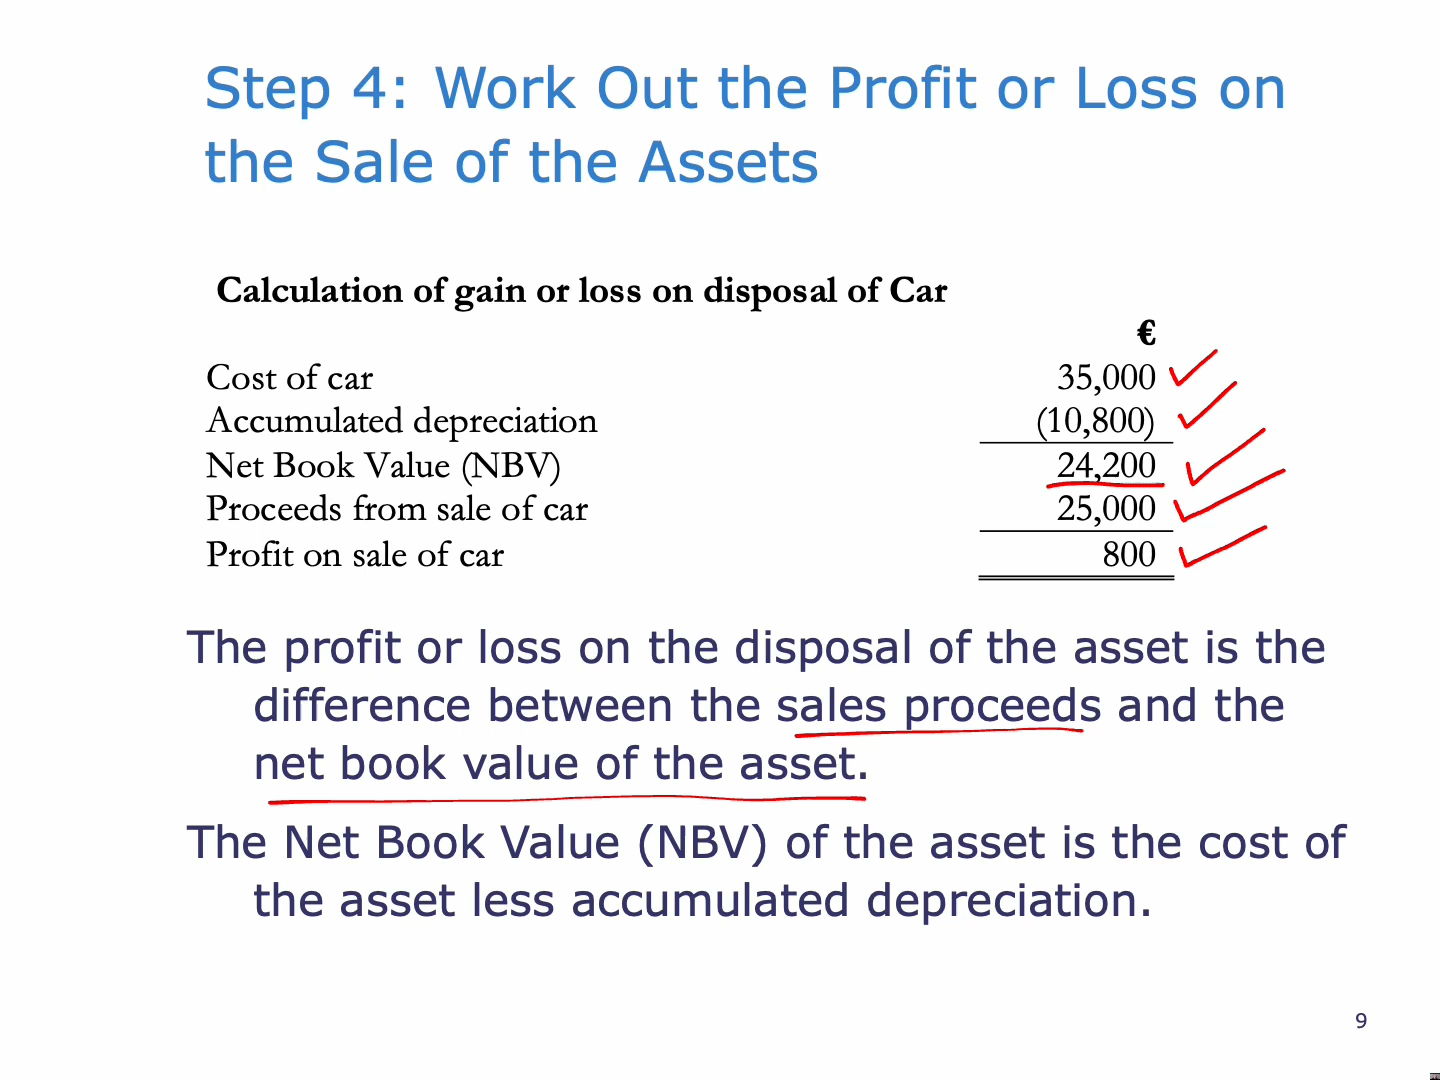 Step 4: Work Out the Profit or Loss on
the Sale of the Assets
Calculation of gain or loss on disposal of Car
€
Cost of car 35,000
Accumulated depreciation (10,800)
Net Book Value (NBV) 24,200
Proceeds from sale of car 25,000
Profit on sale of car 800
The profit or loss on the disposal of the asset is the
difference between the sales proceeds and the
net book value of the asset.
The Net Book Value (NBV) of the asset is the cost of
the asset less accumulated depreciation.
9